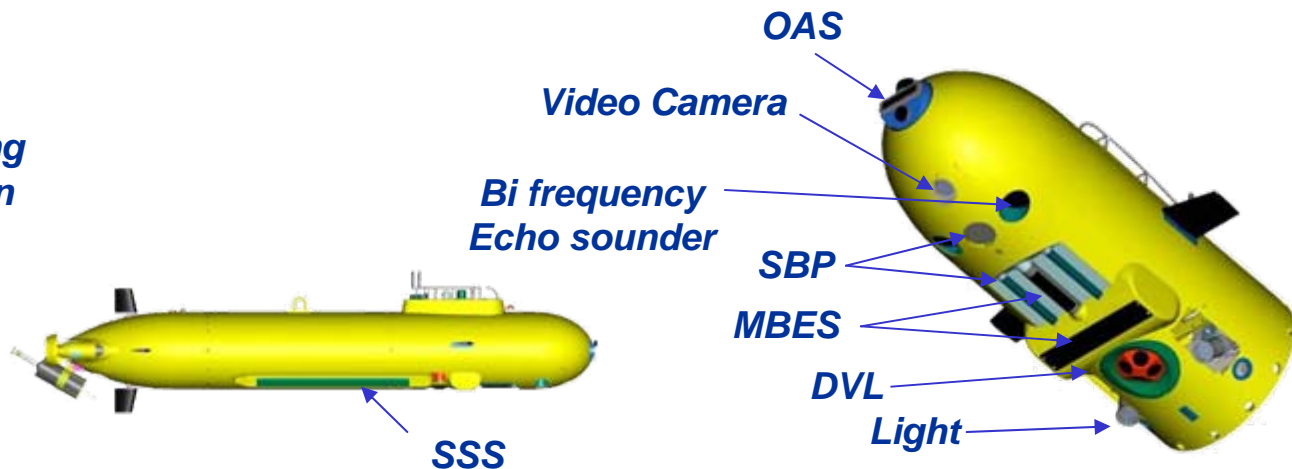 OAS
Video Camera
Bi frequency
Echo sounder
SBP
MBES
DVL
Light
SSS